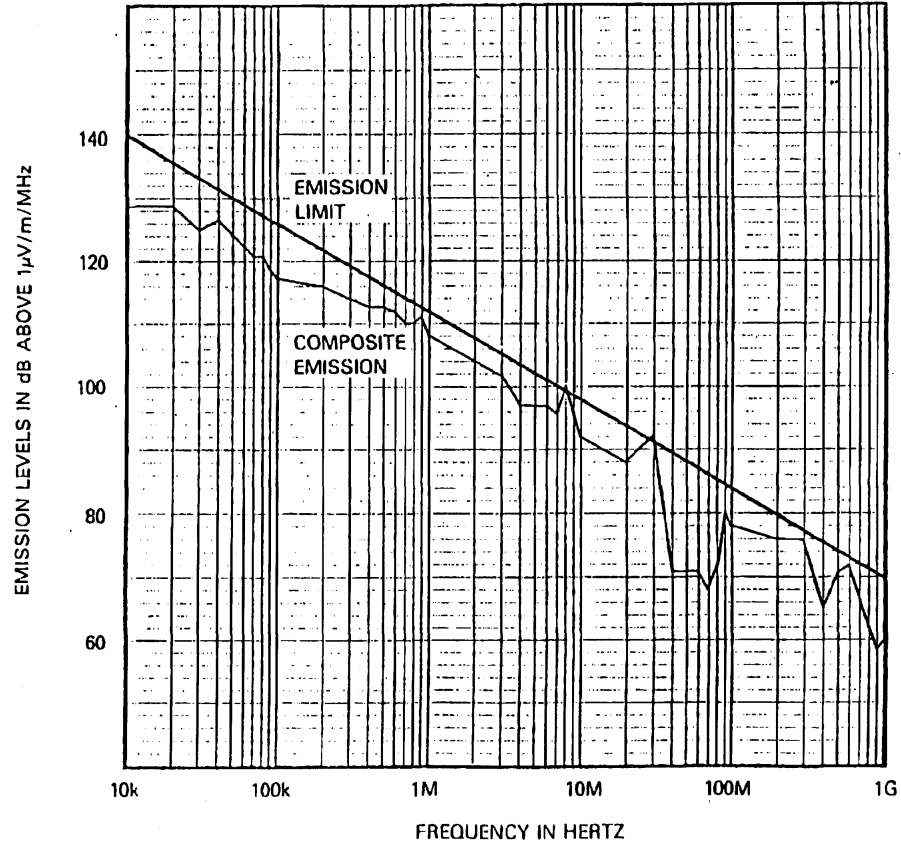 140
120
100
80
60
EMISSION LEVELS IN dB ABOVE 1μV/m/MHz
EMISSION
LIMIT
COMPOSITE
EMISSION
10k 100k 1M 10M 100M 1G
FREQUENCY IN HERTZ